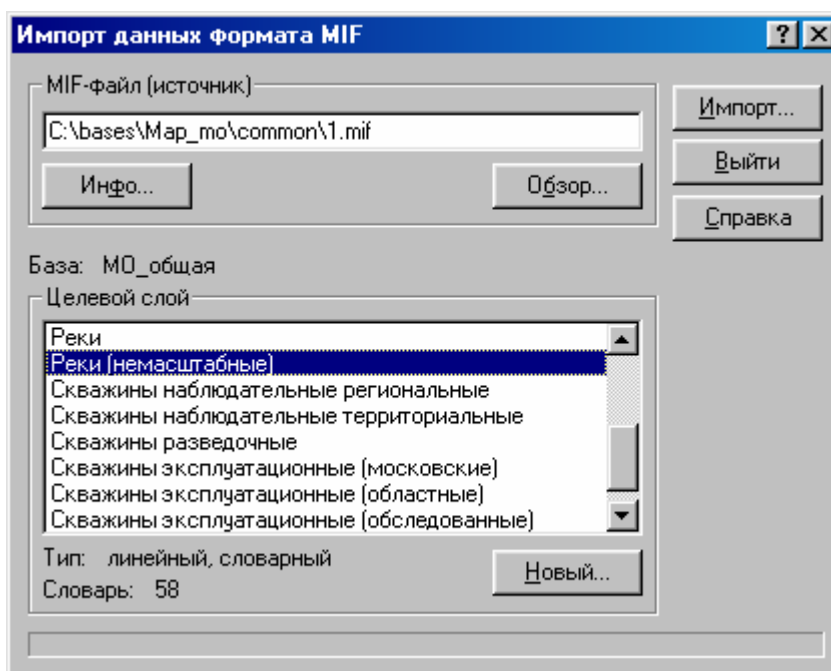 Импорт данных формата MIF
MIF-файл (источник)
C:\bases\Map_mo\common\1.mif
Инфо...
Обзор...
Импорт...
Выйти
Справка
База: МО_общая
Целевой слой
Реки
Реки (немасштабные)
Скважины наблюдательные региональные
Скважины наблюдательные территориальные
Скважины разведочные
Скважины эксплуатационные (московские)
Скважины эксплуатационные (областные)
Скважины эксплуатационные (обследованные)
Тип: линейный, словарный
Словарь: 58
Новый...